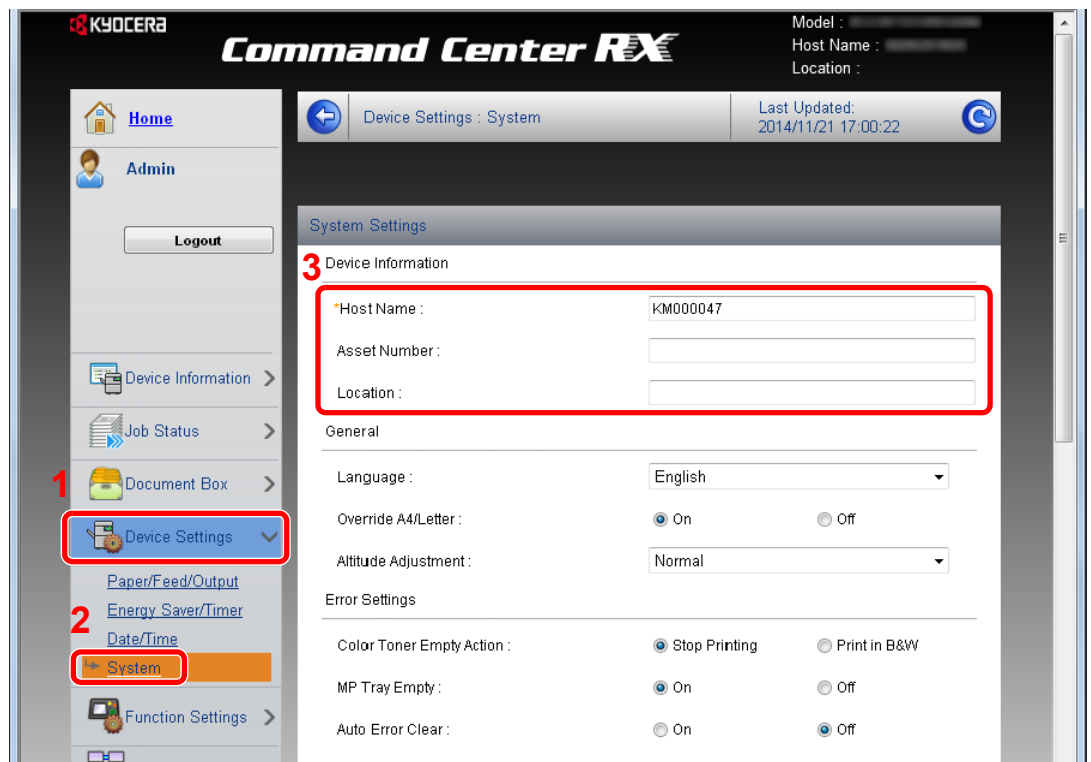 KYOCERA
Command Center RX
Model :
Host Name :
Location :
Home
Device Settings : System
Last Updated:
2014/11/21 17:00:22
Admin
Logout
System Settings
3 Device Information
*Host Name : KM000047
Asset Number :
Location :
Device Information
Job Status
General
1 Document Box
Language : English
Device Settings
Override A4/Letter : On Off
Altitude Adjustment : Normal
Paper/Feed/Output
Error Settings
2 Energy Saver/Timer
Date/Time
Color Toner Empty Action : Stop Printing Print in B&W
System
MP Tray Empty : On Off
Function Settings
Auto Error Clear : On Off